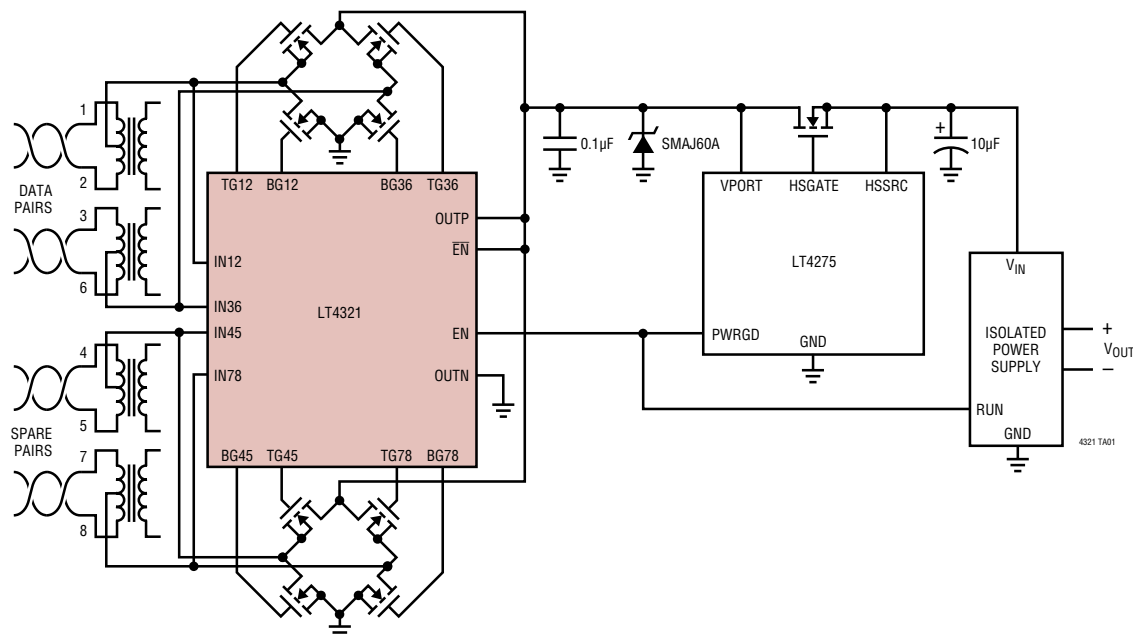 1
2
DATA
PAIRS
3
6
4
5
SPARE
PAIRS
7
8
TG12
BG12
BG36
TG36
OUTP
EN
IN12
IN36
LT4321
IN45
EN
IN78
OUTN
BG45
TG45
TG78
BG78
0.1µF
SMAJ60A
+
10µF
VPORT
HSGATE
HSSRC
LT4275
PWRGD
GND
VIN
ISOLATED
POWER
SUPPLY
+
VOUT
–
RUN
GND
4321 TA01